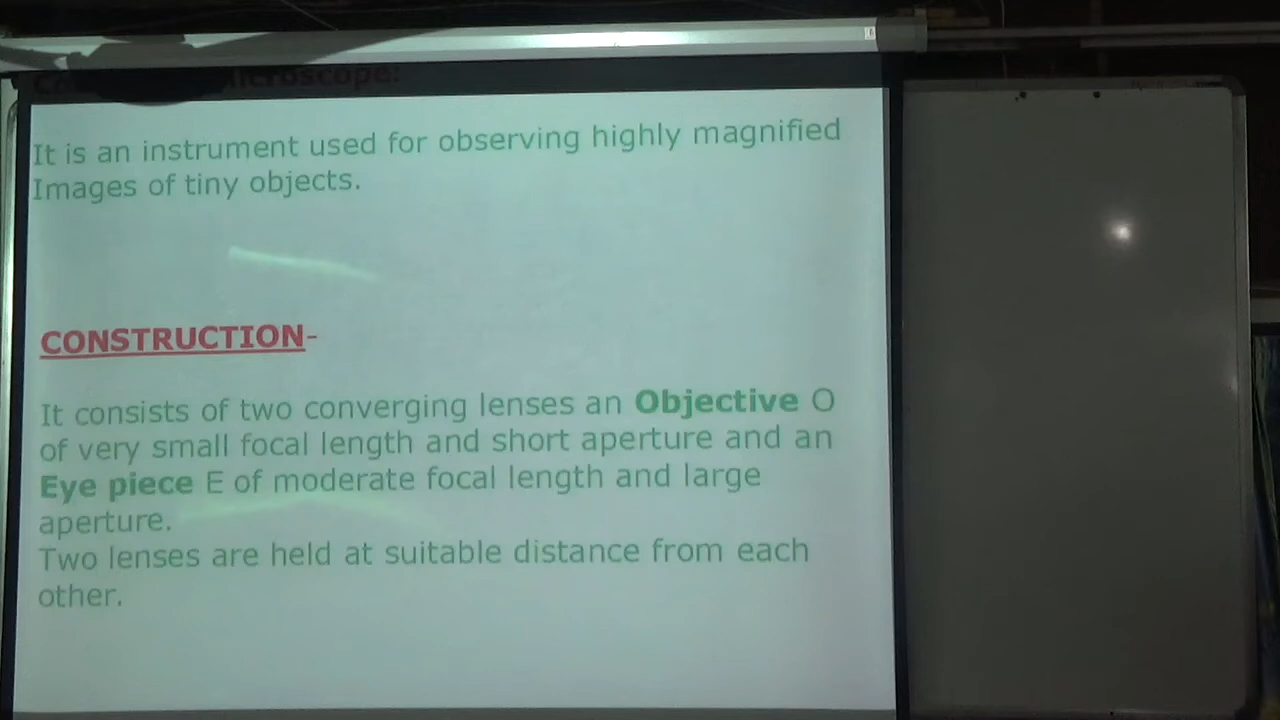 Microscope:
It is an instrument used for observing highly magnified
Images of tiny objects.
CONSTRUCTION-
It consists of two converging lenses an Objective O
of very small focal length and short aperture and an
Eye piece E of moderate focal length and large
aperture.
Two lenses are held at suitable distance from each
other.